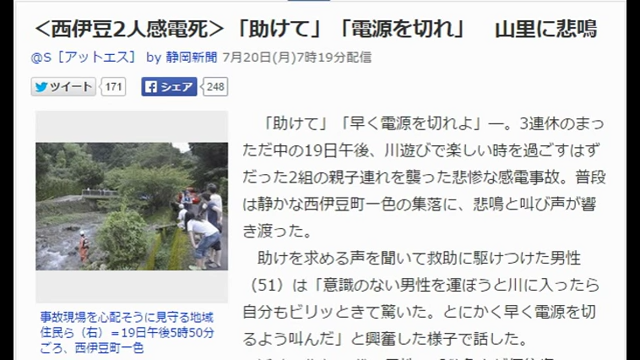 ＜西伊豆2人感電死＞「助けて」「電源を切れ」　山里に悲鳴
@S［アットエス］ by 静岡新聞 7月20日(月)7時19分配信
ツイート 171 シェア 248
「助けて」「早く電源を切れよ」―。3連休のまっ
ただ中の19日午後、川遊びで楽しい時を過ごすはず
だった2組の親子連れを襲った悲惨な感電事故。普段
は静かな西伊豆町一色の集落に、悲鳴と叫び声が響
き渡った。
助けを求める声を聞いて救助に駆けつけた男性
（51）は「意識のない男性を運ぼうと川に入ったら
自分もビリッときて驚いた。とにかく早く電源を切
るよう叫んだ」と興奮した様子で話した。
事故現場を心配そうに見守る地域
住民ら（右）＝19日午後5時50分
ごろ、西伊豆町一色